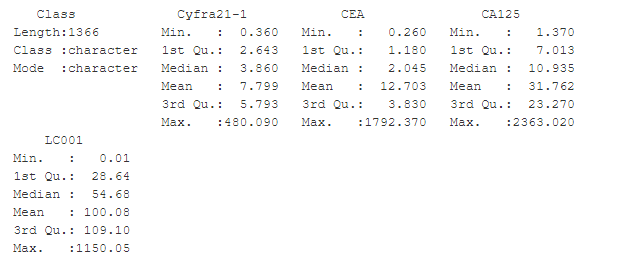 Class Cyfra21-1 CEA CA125
Length:1366 Min. : 0.360 Min. : 0.260 Min. : 1.370
Class :character 1st Qu.: 2.643 1st Qu.: 1.180 1st Qu.: 7.013
Mode :character Median : 3.860 Median : 2.045 Median : 10.935
Mean : 7.799 Mean : 12.703 Mean : 31.762
3rd Qu.: 5.793 3rd Qu.: 3.830 3rd Qu.: 23.270
Max. :480.090 Max. :1792.370 Max. :2363.020
LC001
Min. : 0.01
1st Qu.: 28.64
Median : 54.68
Mean : 100.08
3rd Qu.: 109.10
Max. :1150.05